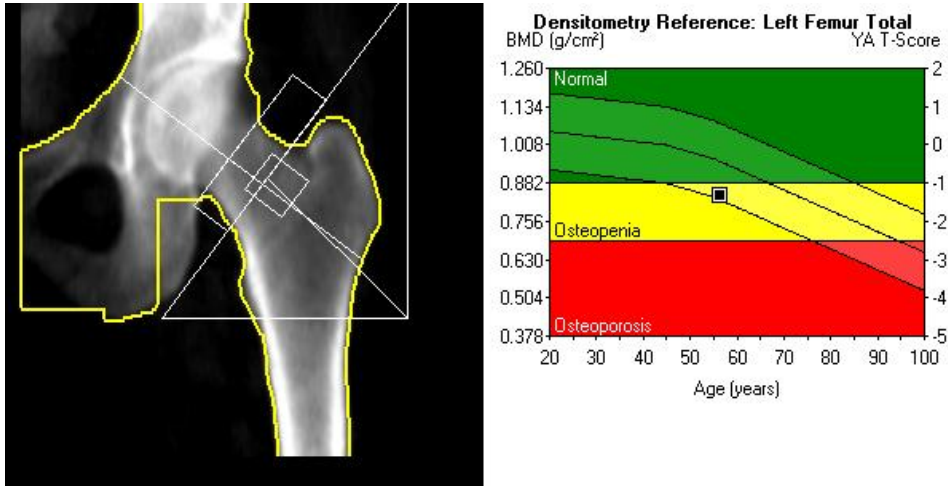 Densitometry Reference: Left Femur Total
BMD (g/cm²) YA T-Score
1.260 Normal 2
1.134 1
1.008 0
0.882 -1
0.756 -2
Osteopenia
0.630 -3
0.504 -4
0.378 Osteoporosis -5
20 30 40 50 60 70 80 90 100
Age (years)